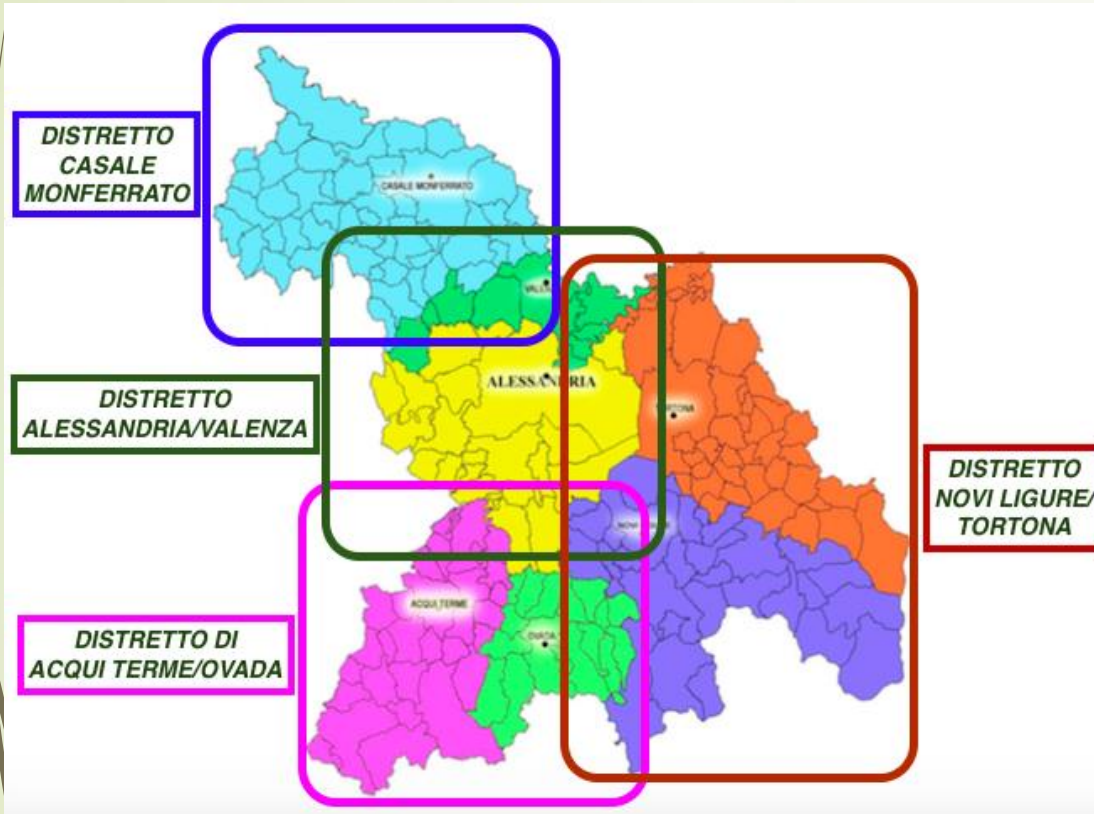 DISTRETTO
CASALE
MONFERRATO
CASALE MONFERRATO
ALESSANDRIA
DISTRETTO
ALESSANDRIA/VALENZA
TORTONA
DISTRETTO
NOVI LIGURE/
TORTONA
ACQUI TERME
OVADA
DISTRETTO DI
ACQUI TERME/OVADA